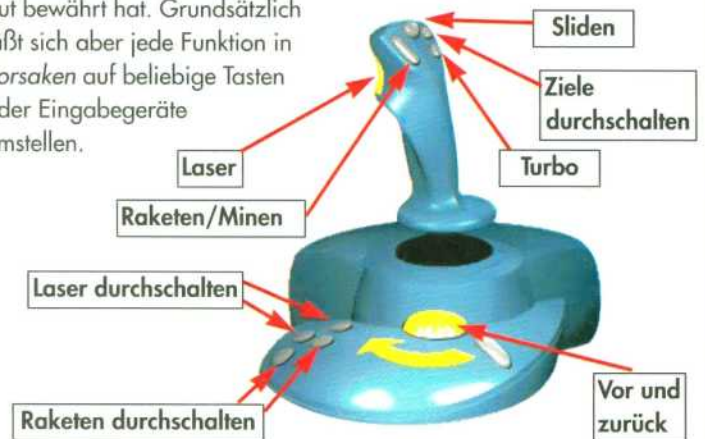 ut bewährt hat. Grundsätzlich
ßt sich aber jede Funktion in
orsaken auf beliebige Tasten
der Eingabegeräte
mstellen.
Sliden
Ziele
durchschalten
Turbo
Laser
Raketen/Minen
Laser durchschalten
Raketen durchschalten
Vor und
zurück